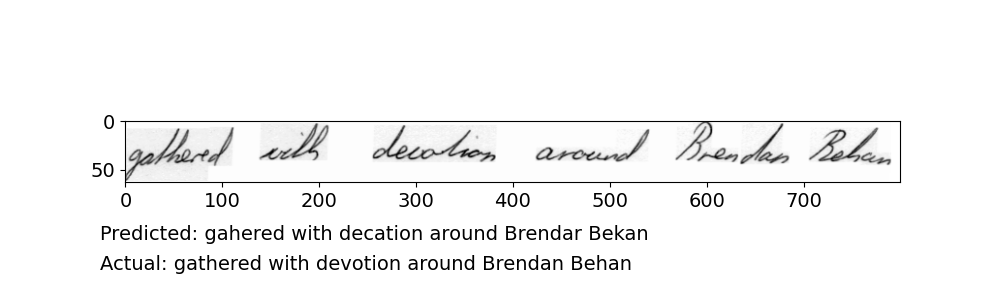 0
50
gathered with devotion around Brendan Behan
0 100 200 300 400 500 600 700
Predicted: gahered with decation around Brendar Bekan
Actual: gathered with devotion around Brendan Behan